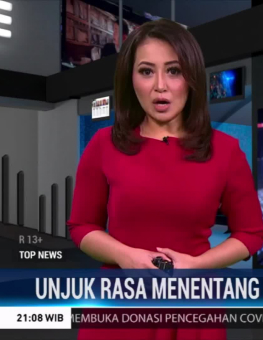 R 13+
TOP NEWS
UNJUK RASA MENENTANG
21:08 WIB MEMBUKA DONASI PENCEGAHAN COV